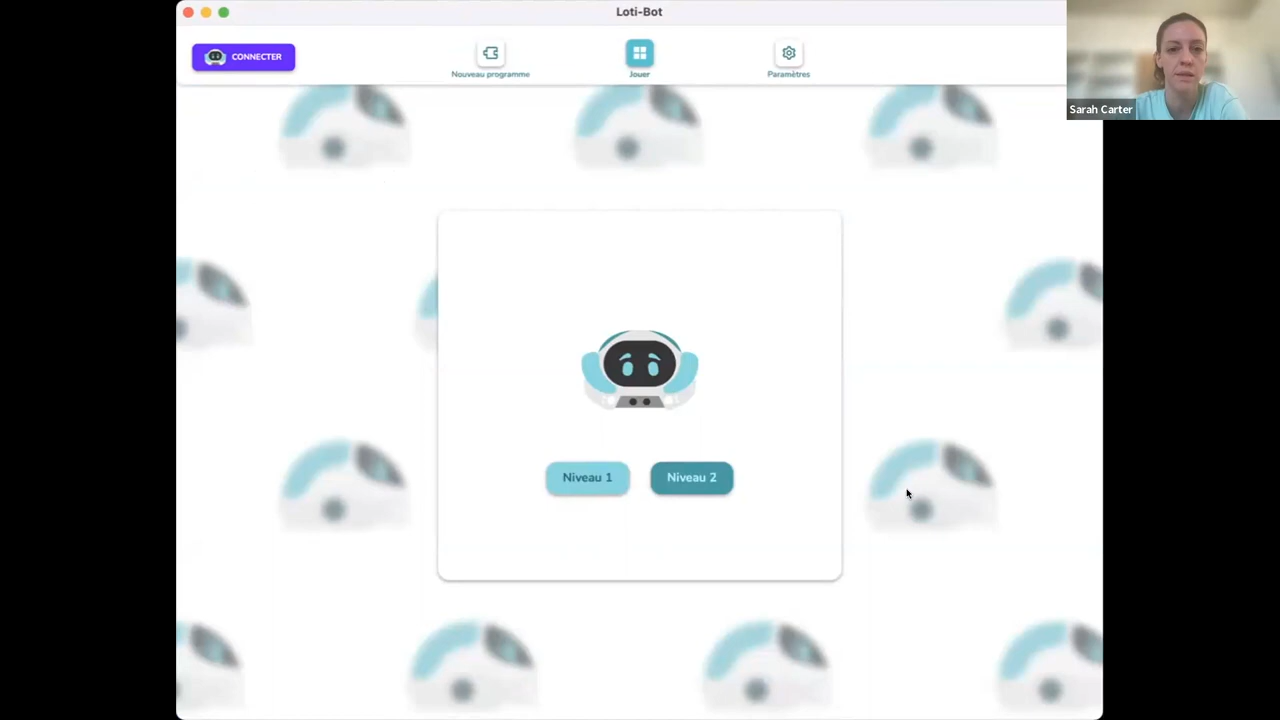 Loti-Bot
CONNECTER
Nouveau programme
Jouer
Paramètres
Sarah Carter
Niveau 1
Niveau 2